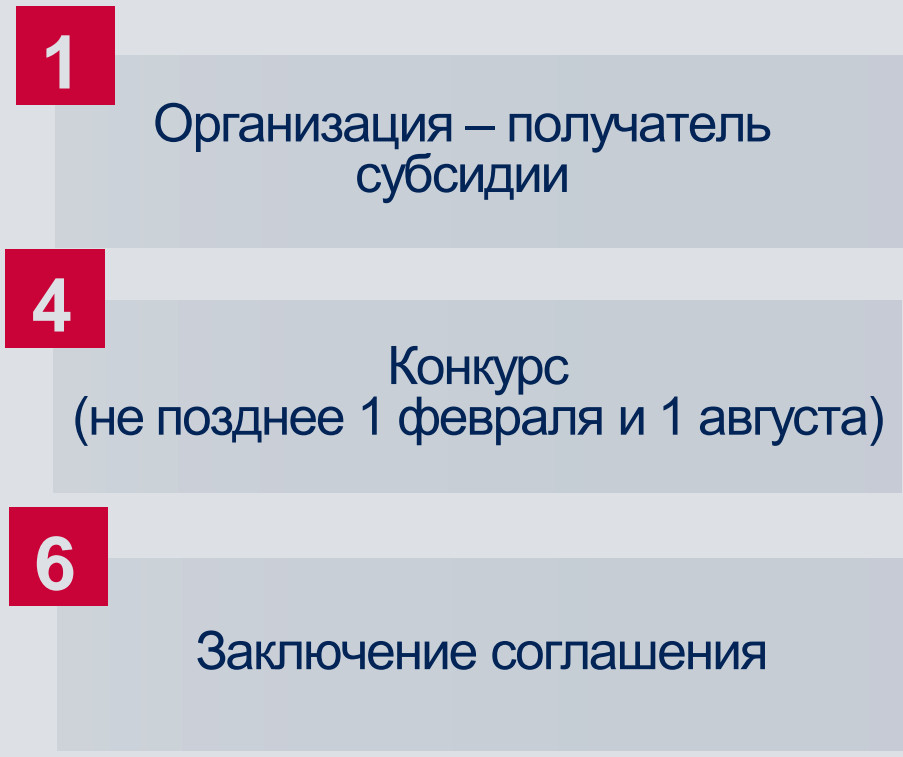 1
Организация – получатель
субсидии
4
Конкурс
(не позднее 1 февраля и 1 августа)
6
Заключение соглашения